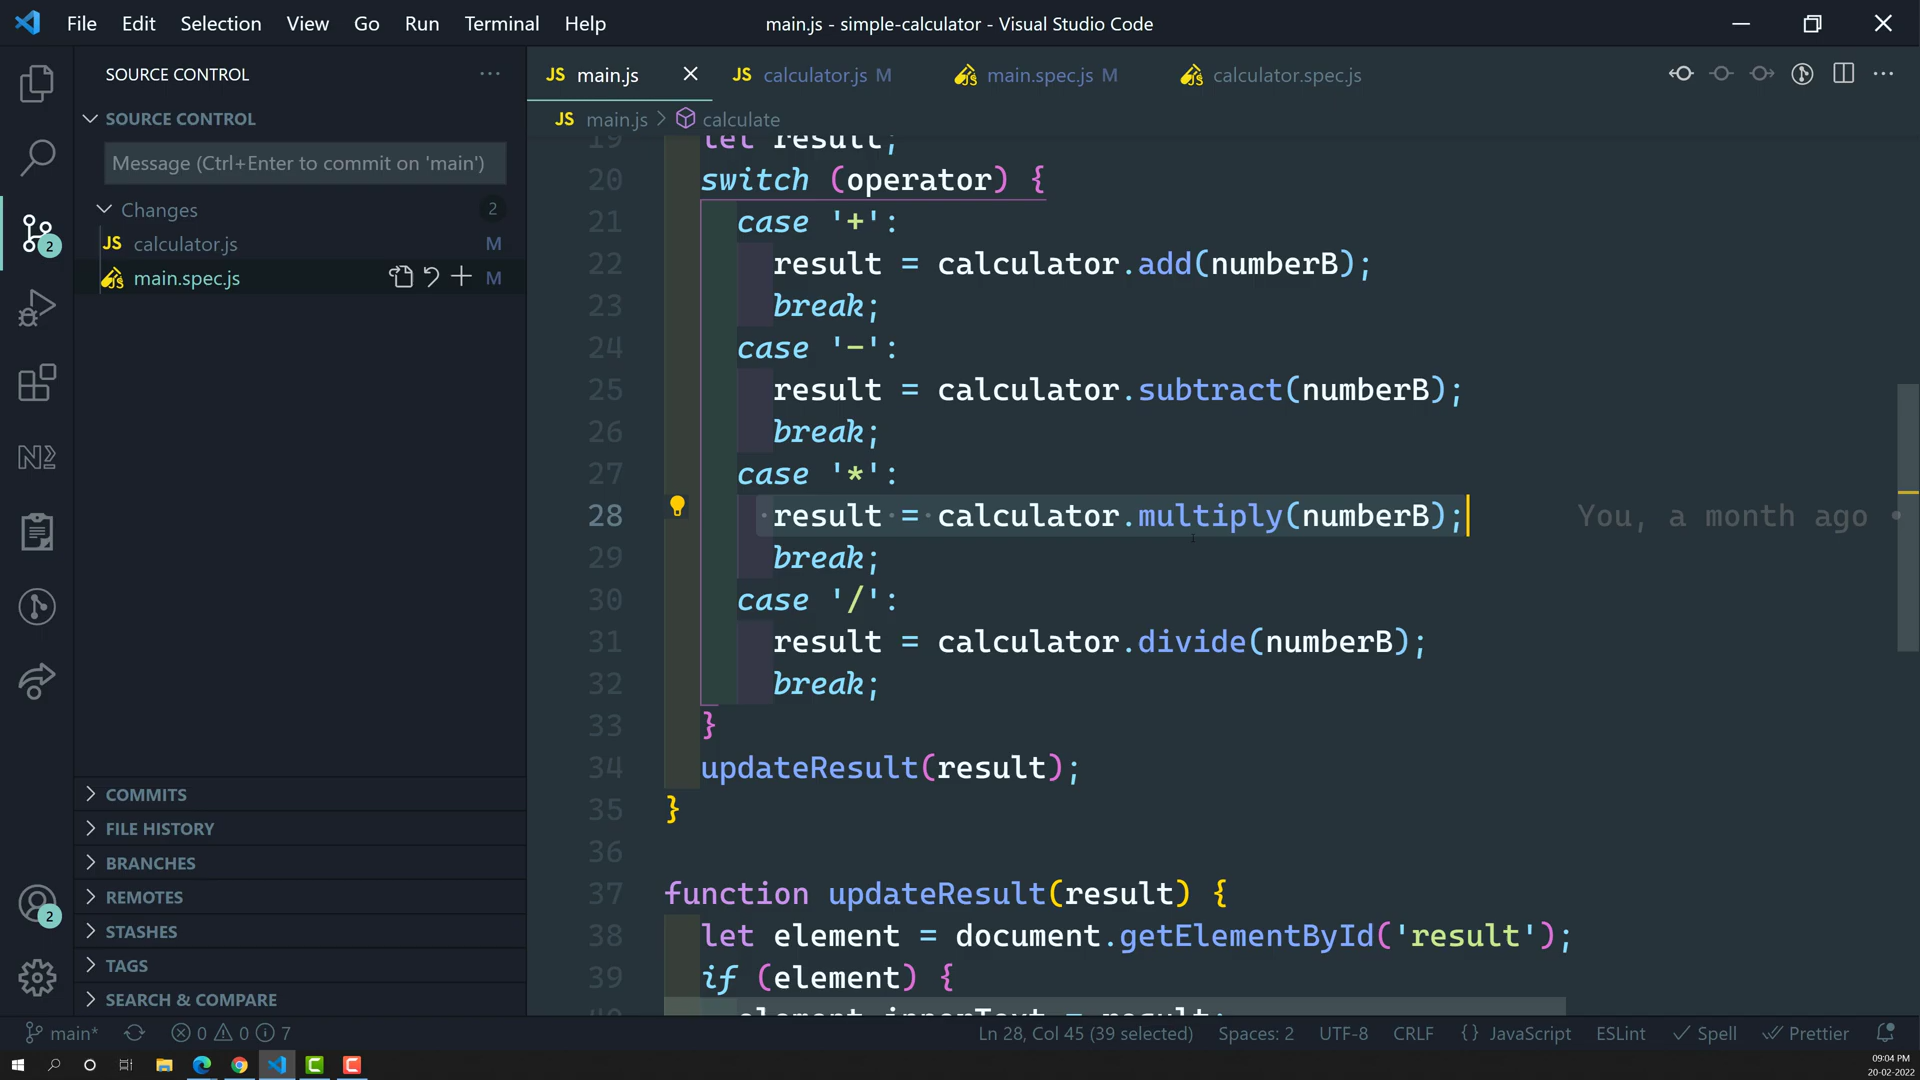 File Edit Selection View Go Run Terminal Help
main.js - simple-calculator - Visual Studio Code
SOURCE CONTROL
SOURCE CONTROL
Message (Ctrl+Enter to commit on 'main')
Changes 2
JS calculator.js M
main.spec.js M
2
2
COMMITS
FILE HISTORY
BRANCHES
REMOTES
STASHES
TAGS
SEARCH & COMPARE
JS main.js
JS calculator.js M
main.spec.js M
calculator.spec.js
JS main.js > calculate
19 let result;
20 switch (operator) {
21 case '+':
22 result = calculator.add(numberB);
23 break;
24 case '-':
25 result = calculator.subtract(numberB);
26 break;
27 case '*':
28 result = calculator.multiply(numberB); You, a month ago •
29 break;
30 case '/':
31 result = calculator.divide(numberB);
32 break;
33 }
34 updateResult(result);
35 }
36
37 function updateResult(result) {
38 let element = document.getElementById('result');
39 if (element) {
40 element.innerText = result;
main* 0 0 7 Ln 28, Col 45 (39 selected) Spaces: 2 UTF-8 CRLF {} JavaScript ESLint Spell Prettier
09:04 PM
20-02-2022